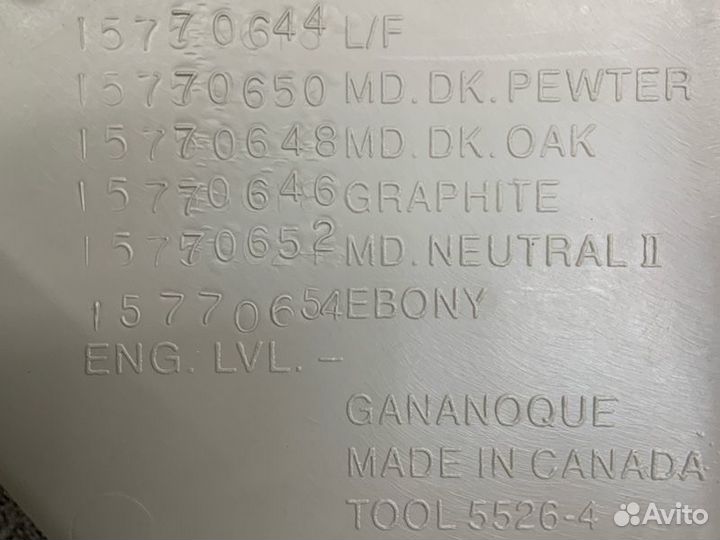 15770644 L/F
15770650 MD. DK. PEWTER
15770648 MD. DK. OAK
15770646 GRAPHITE
15770652 MD. NEUTRAL II
15770654 EBONY
ENG. LVL. –
GANANOQUE
MADE IN CANADA
TOOL 5526-4
Avito